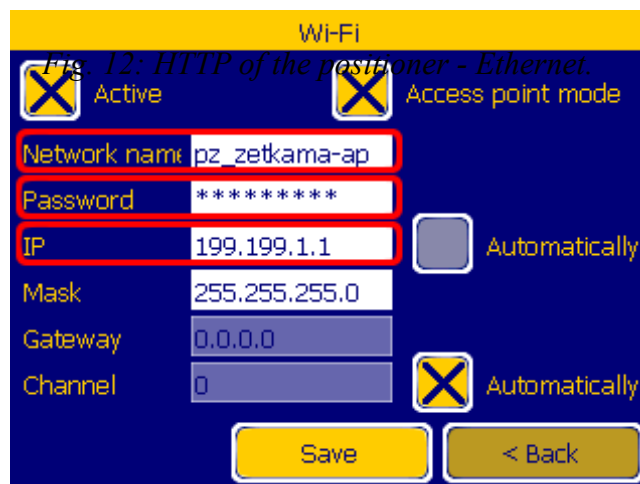 Wi-Fi
Fig. 12: HTTP of the positioner - Ethernet.
Active Access point mode
Network name pz_zetkama-ap
Password *********
IP 199.199.1.1 Automatically
Mask 255.255.255.0
Gateway 0.0.0.0
Channel 0 Automatically
Save < Back